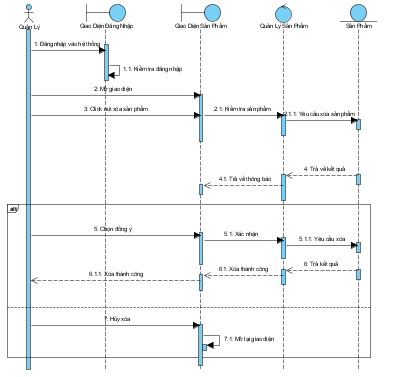 Quản Lý
Giao Diện Đăng Nhập
Giao Diện Sản Phẩm
Quản Lý Sản Phẩm
Sản Phẩm
1: Đăng nhập vào hệ thống
1.1: Kiểm tra đăng nhập
2: Mở giao diện
3: Click nút xóa sản phẩm
2.1: Kiểm tra sản phẩm
2.1.1: Yêu cầu xóa sản phẩm
4: Trả về kết quả
4.1: Trả về thông báo
alt
5: Chọn đồng ý
5.1: Xác nhận
5.1.1: Yêu cầu xóa
6: Trả kết quả
6.1: Xóa thành công
6.1.1: Xóa thành công
7: Hủy xóa
7.1: Mở lại giao diện